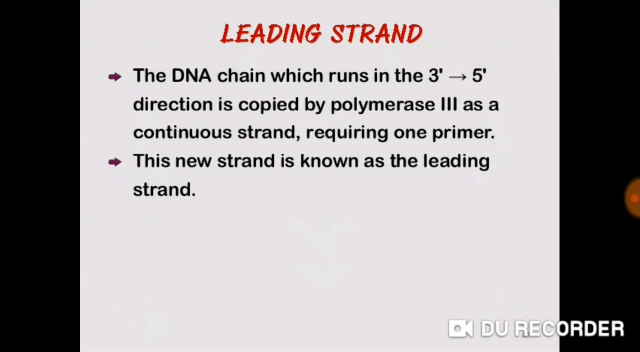 LEADING STRAND
➡ The DNA chain which runs in the 3' → 5'
direction is copied by polymerase III as a
continuous strand, requiring one primer.
➡ This new strand is known as the leading
strand.
DU RECORDER